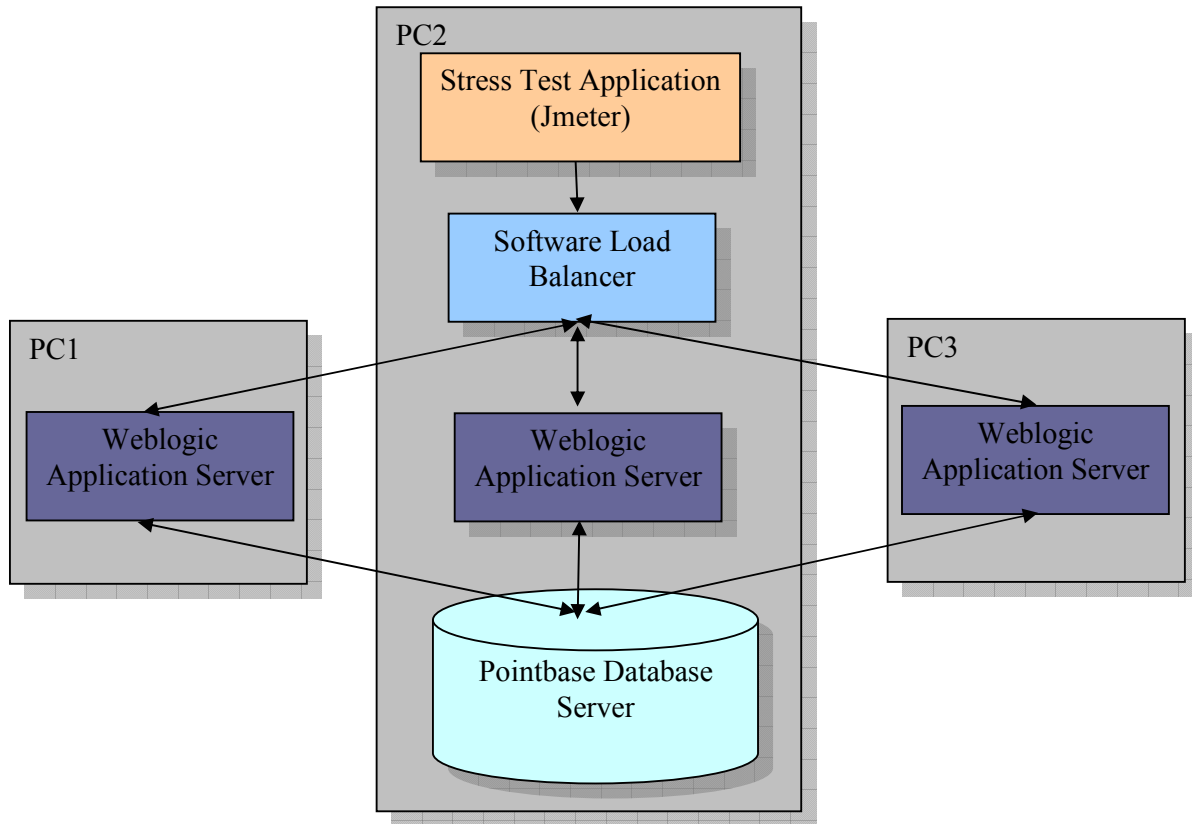 PC2
Stress Test Application
(Jmeter)
Software Load
Balancer
PC1
Weblogic
Application Server
Weblogic
Application Server
PC3
Weblogic
Application Server
Pointbase Database
Server